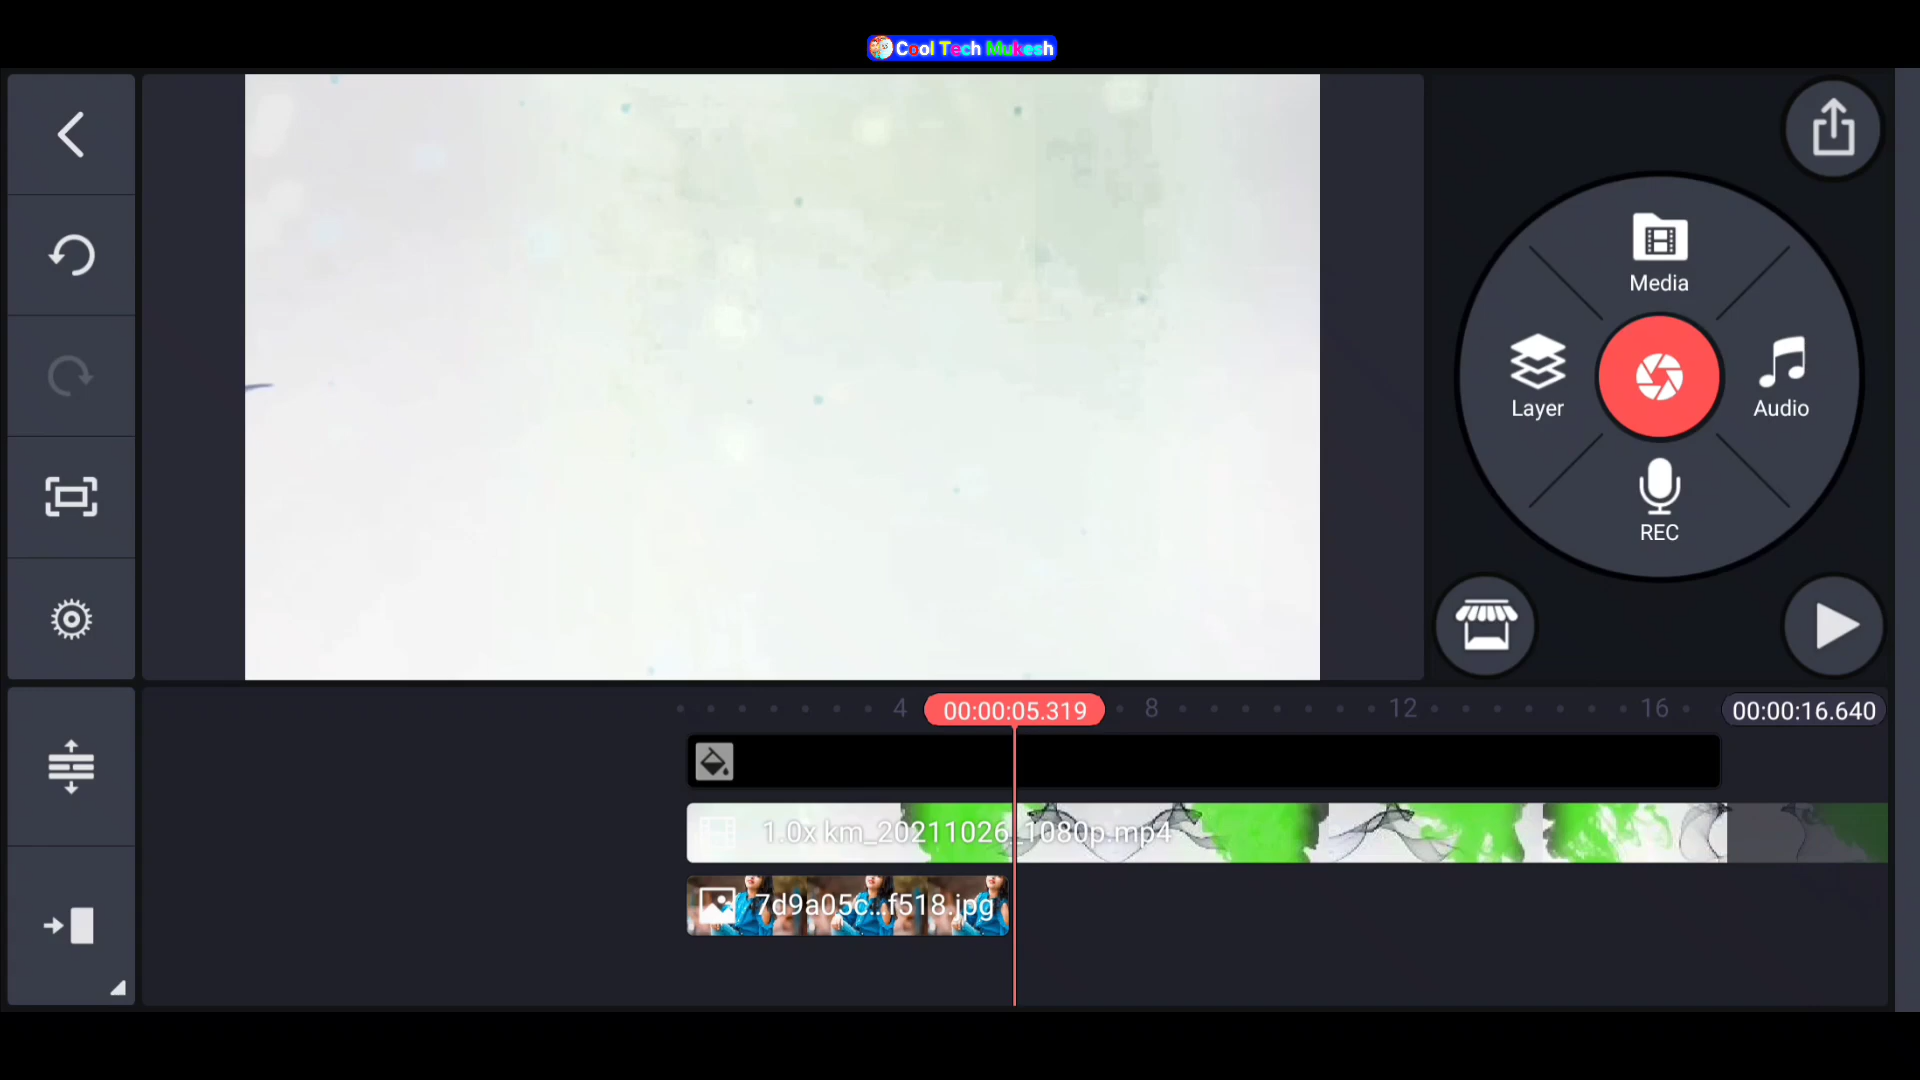 Cool Tech Mukesh
Media
Layer
Audio
REC
4
00:00:05.319
8
12
16
00:00:16.640
1.0x km_20211026_1080p.mp4
7d9a05c...f518.jpg